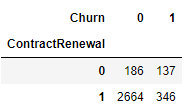 Churn 0 1
ContractRenewal
0 186 137
1 2664 346